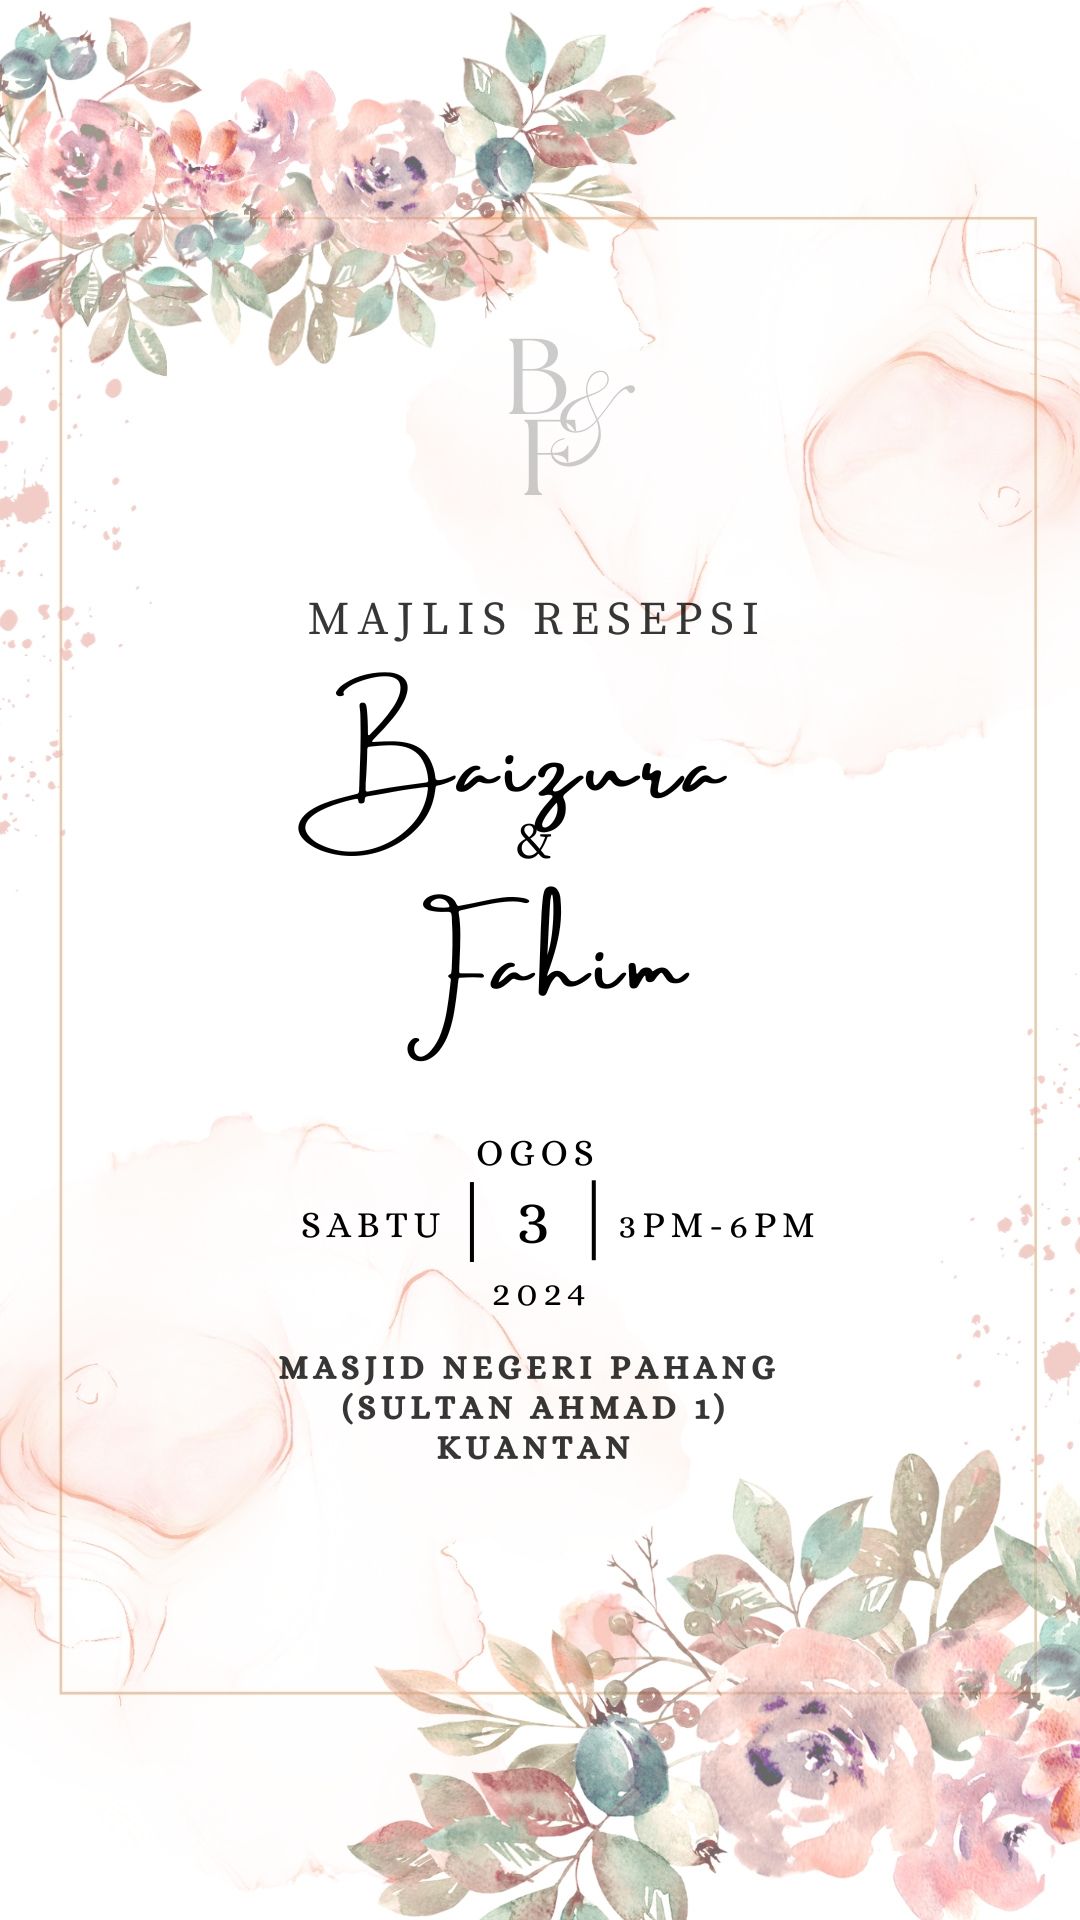 B&
F
MAJLIS RESEPSI
Baizura
&
Fahim
OGOS
SABTU | 3 | 3PM-6PM
2024
MASJID NEGERI PAHANG
(SULTAN AHMAD 1)
KUANTAN